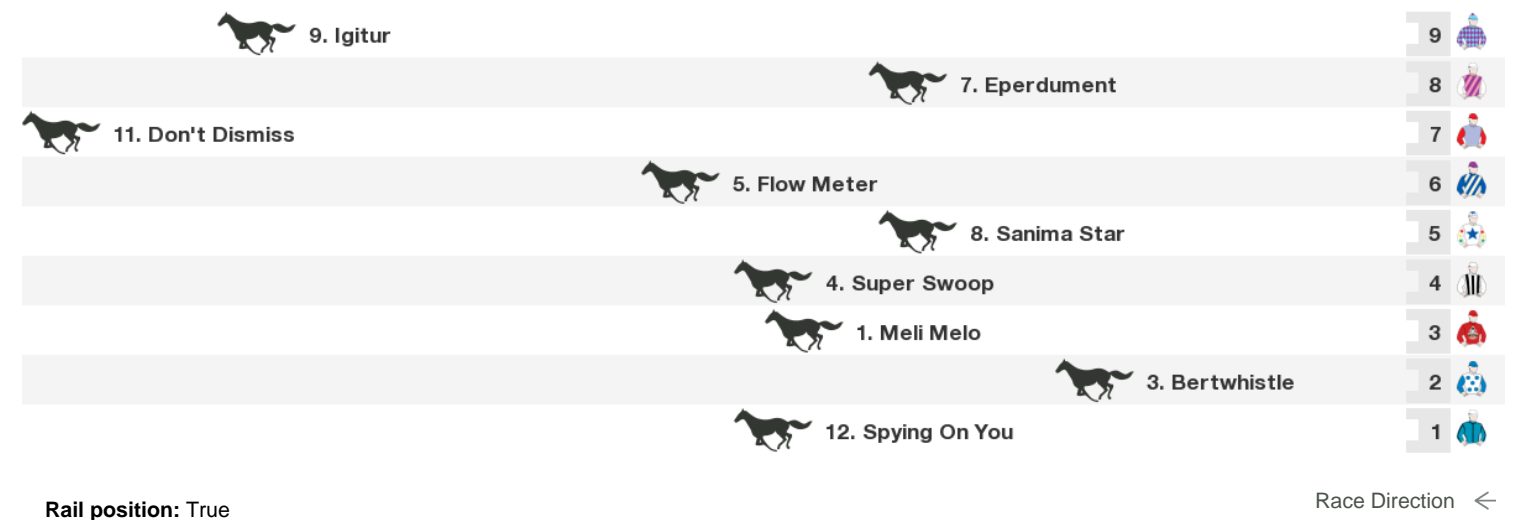 9. Igitur 9
7. Eperdument 8
11. Don't Dismiss 7
5. Flow Meter 6
8. Sanima Star 5
4. Super Swoop 4
1. Meli Melo 3
3. Bertwhistle 2
12. Spying On You 1
Race Direction
Rail position: True